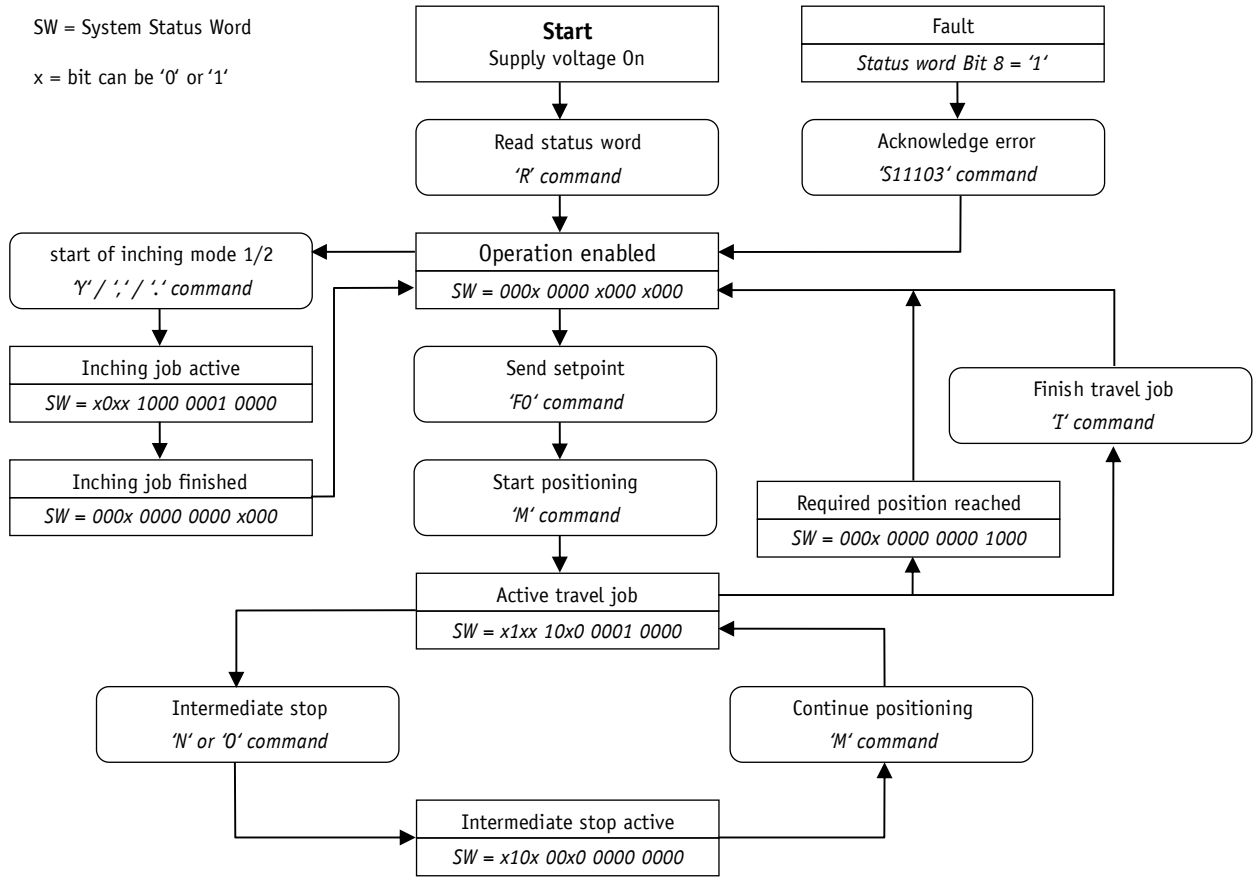 SW = System Status Word
x = bit can be ‘0‘ or ‘1‘
Start
Supply voltage On
Fault
Status word Bit 8 = ‘1‘
Read status word
‘R’ command
Acknowledge error
‘S11103‘ command
start of inching mode 1/2
‘Y‘ / ‘,‘ / ‘.‘ command
Operation enabled
SW = 000x 0000 x000 x000
Inching job active
SW = x0xx 1000 0001 0000
Send setpoint
‘F0‘ command
Finish travel job
‘I‘ command
Inching job finished
SW = 000x 0000 0000 x000
Start positioning
‘M‘ command
Required position reached
SW = 000x 0000 0000 1000
Active travel job
SW = x1xx 10x0 0001 0000
Intermediate stop
‘N‘ or ‘O‘ command
Continue positioning
‘M‘ command
Intermediate stop active
SW = x10x 00x0 0000 0000